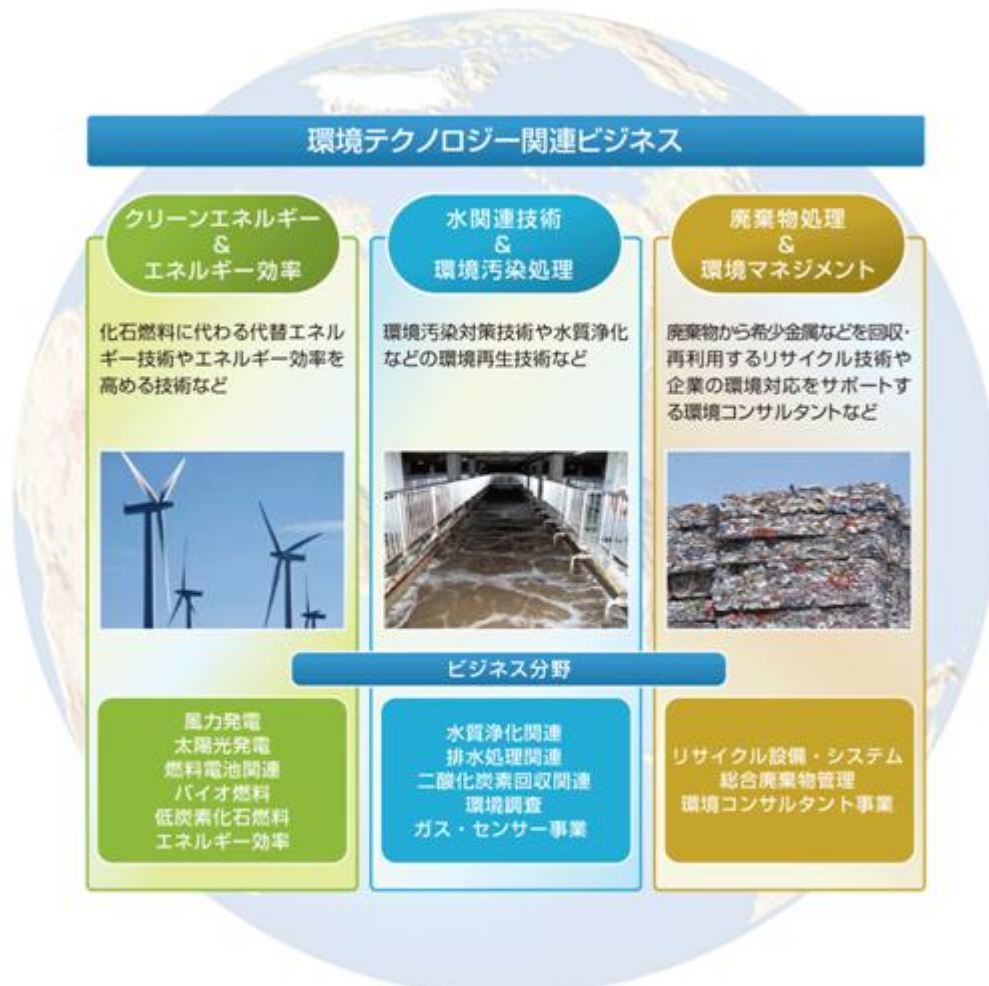 環境テクノロジー関連ビジネス
クリーンエネルギー
&
エネルギー効率
化石燃料に代わる代替エネル
ギー技術やエネルギー効率を
高める技術など
水関連技術
&
環境汚染処理
環境汚染対策技術や水質浄化
などの環境再生技術など
廃棄物処理
&
環境マネジメント
廃棄物から希少金属などを回収・
再利用するリサイクル技術や
企業の環境対応をサポートす
る環境コンサルタントなど
ビジネス分野
風力発電
太陽光発電
燃料電池関連
バイオ燃料
低炭素化石燃料
エネルギー効率
水質浄化関連
排水処理関連
二酸化炭素回収関連
環境調査
ガス・センサー事業
リサイクル設備・システム
総合廃棄物管理
環境コンサルタント事業